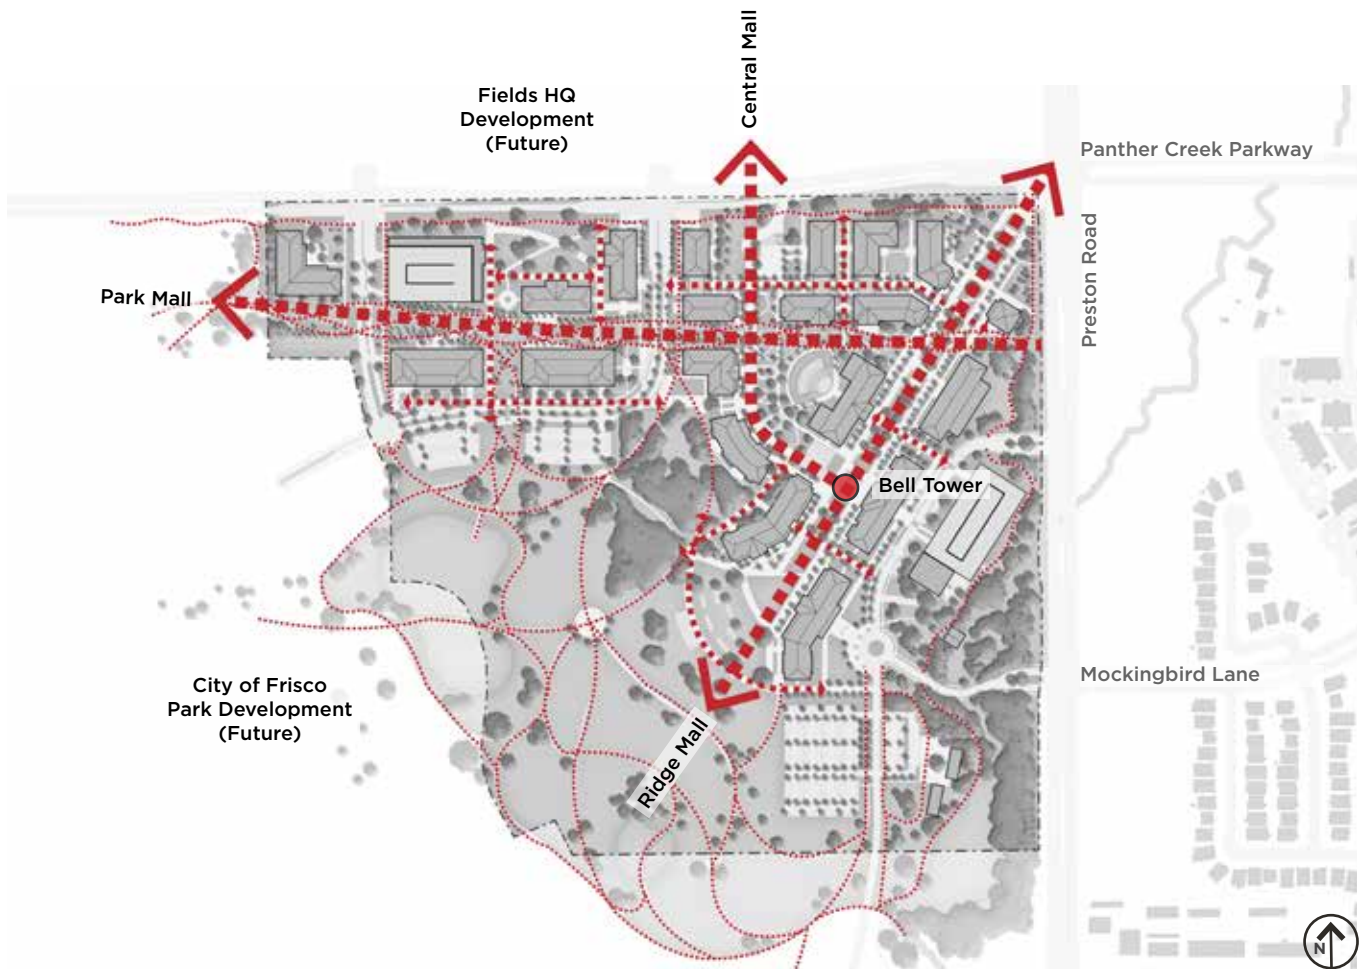 Central Mall
Fields HQ
Development
(Future)
Panther Creek Parkway
Preston Road
Park Mall
Bell Tower
City of Frisco
Park Development
(Future)
Mockingbird Lane
Ridge Mall
N